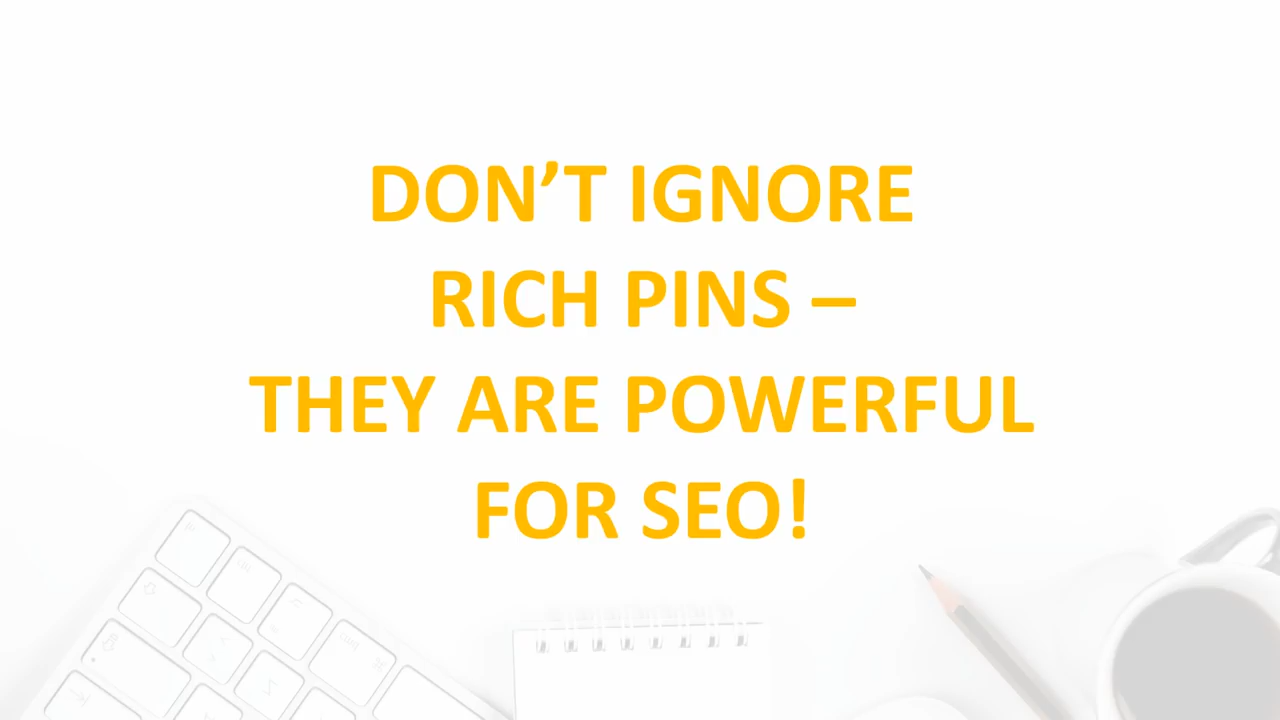 DON’T IGNORE
RICH PINS –
THEY ARE POWERFUL
FOR SEO!